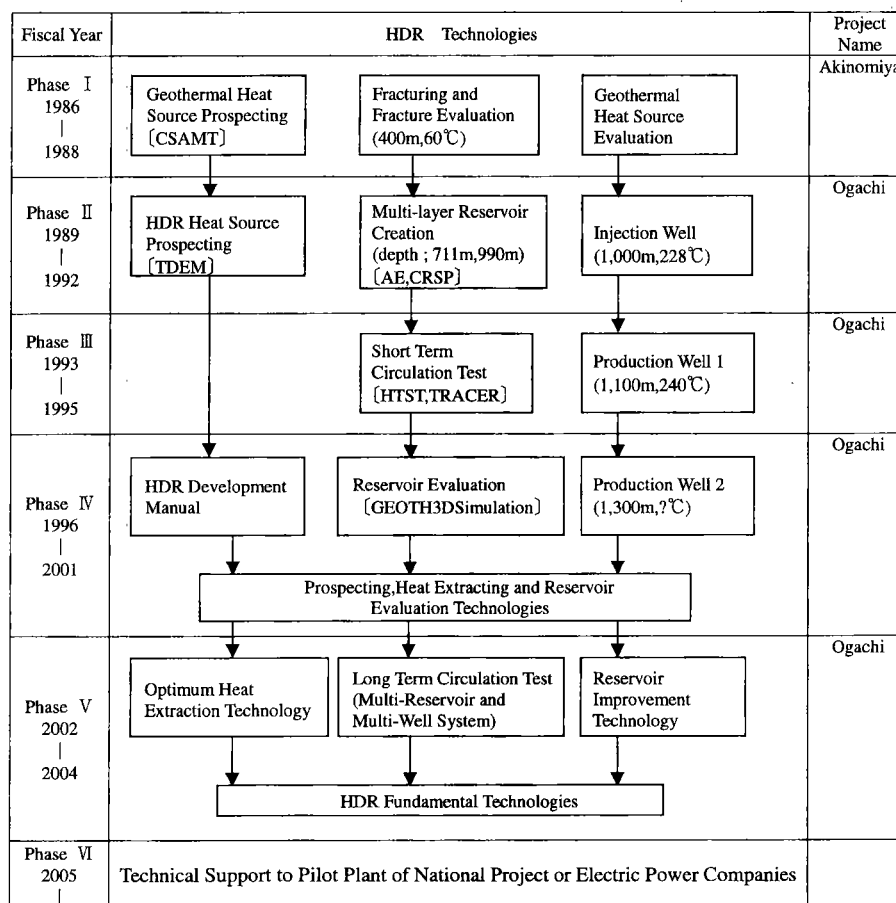 Fiscal Year
HDR Technologies
Project
Name
Phase Ⅰ
1986
|
1988
Geothermal Heat
Source Prospecting
〔CSAMT〕
Fracturing and
Fracture Evaluation
(400m,60℃)
Geothermal
Heat Source
Evaluation
Akinomiya
Phase Ⅱ
1989
-
1992
HDR Heat Source
Prospecting
〔TDEM〕
Multi-layer Reservoir
Creation
(depth ; 711m,990m)
〔AE,CRSP〕
Injection Well
(1,000m,228℃)
Ogachi
Phase Ⅲ
1993
|
1995
Short Term
Circulation Test
〔HTST,TRACER〕
Production Well 1
(1,100m,240℃)
Ogachi
Phase Ⅳ
1996
|
2001
HDR Development
Manual
Reservoir Evaluation
〔GEOTH3DSimulation〕
Production Well 2
(1,300m,?℃)
Ogachi
Prospecting,Heat Extracting and Reservoir
Evaluation Technologies
Phase Ⅴ
2002
|
2004
Optimum Heat
Extraction Technology
Long Term Circulation Test
(Multi-Reservoir and
Multi-Well System)
Reservoir
Improvement
Technology
Ogachi
HDR Fundamental Technologies
Phase Ⅵ
2005
|
Technical Support to Pilot Plant of National Project or Electric Power Companies